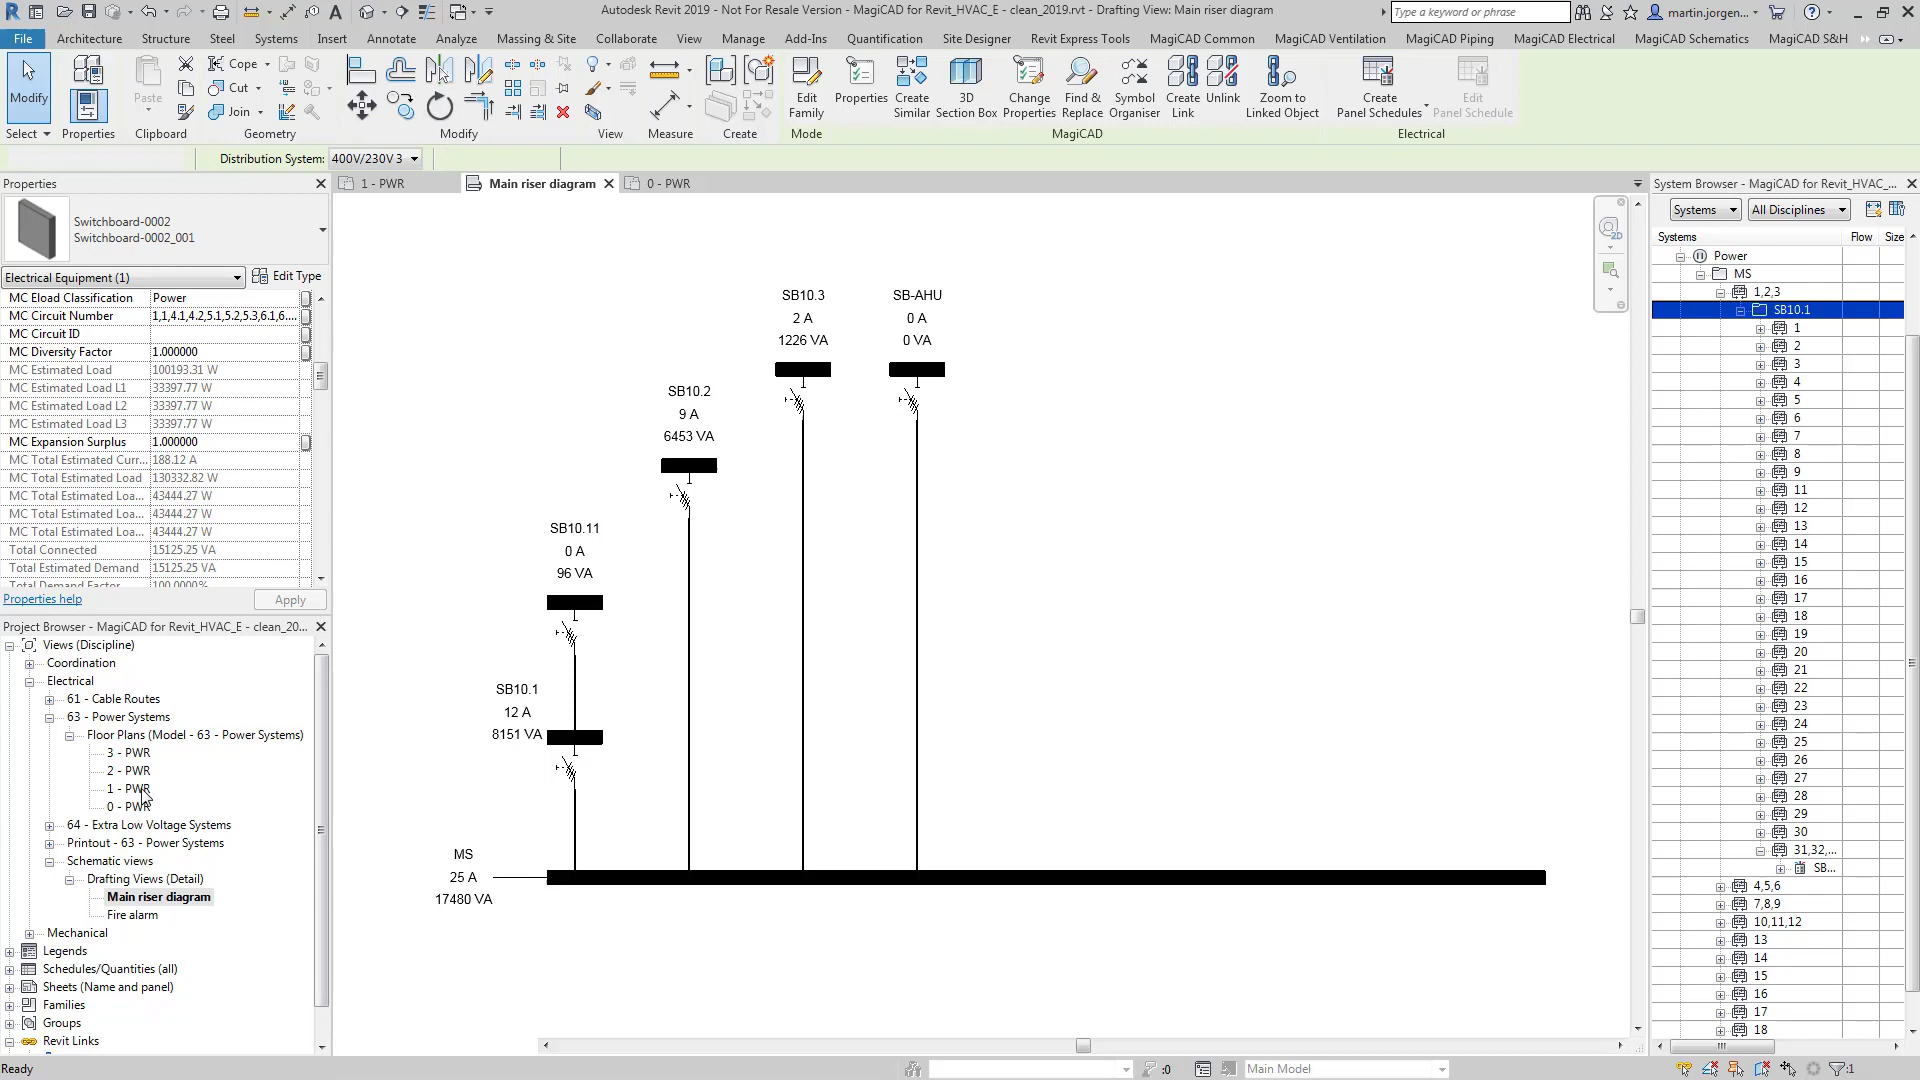 Autodesk Revit 2019 - Not For Resale Version - MagiCAD for Revit_HVAC_E - clean_2019.rvt - Drafting View: Main riser diagram
Type a keyword or phrase
martin.jorgen...
File Architecture Structure Steel Systems Insert Annotate Analyze Massing & Site Collaborate View Manage Add-Ins Quantification Site Designer Revit Express Tools MagiCAD Common MagiCAD Ventilation MagiCAD Piping MagiCAD Electrical MagiCAD Schematics MagiCAD S&H
Modify
Paste
Cope
Cut
Join
Edit Family
Properties
Create Similar
3D Section Box
Change Properties
Find & Replace
Symbol Organiser
Create Link
Unlink
Zoom to Linked Object
Create Panel Schedules
Edit Panel Schedule
Select Properties Clipboard Geometry Modify View Measure Create Mode MagiCAD Electrical
Distribution System: 400V/230V 3
Properties
Switchboard-0002
Switchboard-0002_001
Electrical Equipment (1)
Edit Type
MC Eload Classification Power
MC Circuit Number 1,1,4.1,4.2,5.1,5.2,5.3,6.1,6....
MC Circuit ID
MC Diversity Factor 1.000000
MC Estimated Load 100193.31 W
MC Estimated Load L1 33397.77 W
MC Estimated Load L2 33397.77 W
MC Estimated Load L3 33397.77 W
MC Expansion Surplus 1.000000
MC Total Estimated Curr... 188.12 A
MC Total Estimated Load 130332.82 W
MC Total Estimated Loa... 43444.27 W
MC Total Estimated Loa... 43444.27 W
MC Total Estimated Loa... 43444.27 W
Total Connected 15125.25 VA
Total Estimated Demand 15125.25 VA
Total Demand Factor 100.0000%
Properties help
Apply
Project Browser - MagiCAD for Revit_HVAC_E - clean_20...
Views (Discipline)
Coordination
Electrical
61 - Cable Routes
63 - Power Systems
Floor Plans (Model - 63 - Power Systems)
3 - PWR
2 - PWR
1 - PWR
0 - PWR
64 - Extra Low Voltage Systems
Printout - 63 - Power Systems
Schematic views
Drafting Views (Detail)
Main riser diagram
Fire alarm
Mechanical
Legends
Schedules/Quantities (all)
Sheets (Name and panel)
Families
Groups
Revit Links
1 - PWR
Main riser diagram
0 - PWR
2D
SB10.3
2 A
1226 VA
SB-AHU
0 A
0 VA
SB10.2
9 A
6453 VA
SB10.11
0 A
96 VA
SB10.1
12 A
8151 VA
MS
25 A
17480 VA
System Browser - MagiCAD for Revit_HVAC_...
Systems
All Disciplines
Systems Flow Size
Power
MS
1,2,3
SB10.1
1
2
3
4
5
6
7
8
9
11
12
13
14
15
16
17
18
19
20
21
22
23
24
25
26
27
28
29
30
31,32,...
SB...
4,5,6
7,8,9
10,11,12
13
14
15
16
17
18
Ready
:0
Main Model
:1